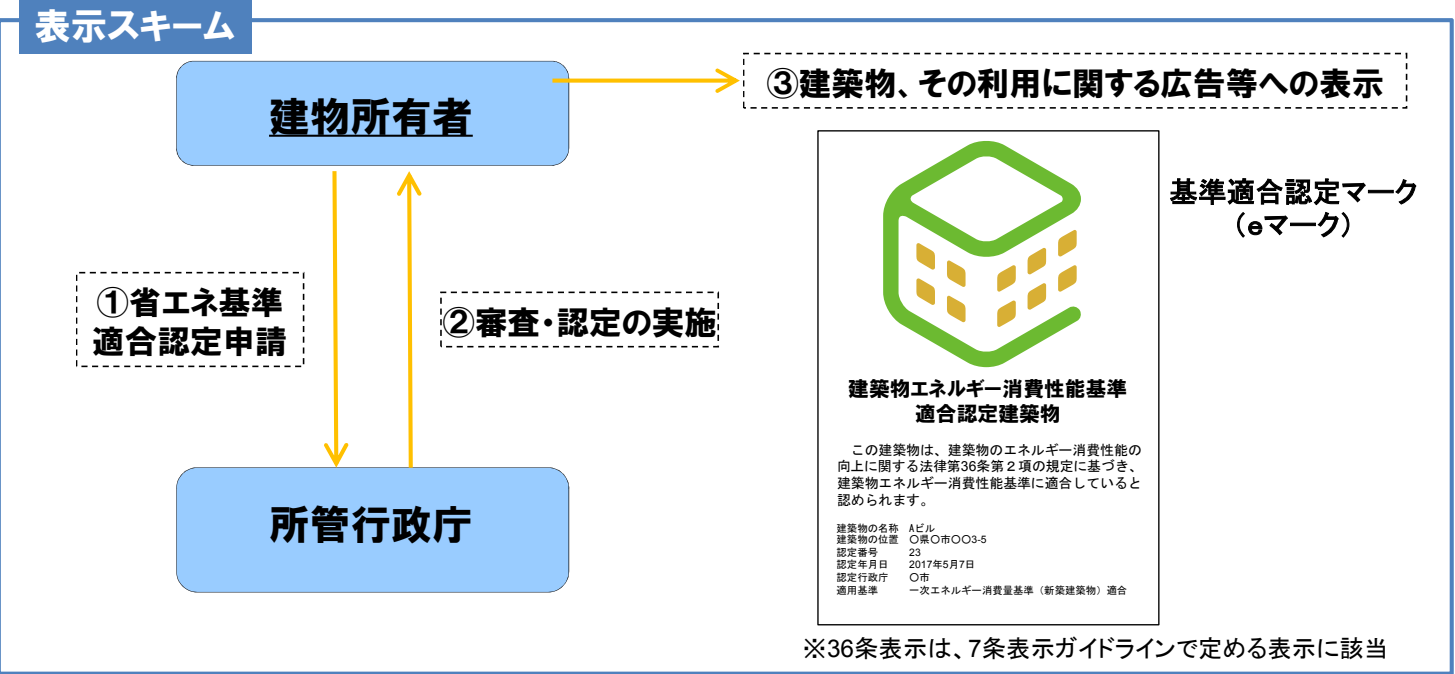 表示スキーム
建物所有者
③建築物、その利用に関する広告等への表示
基準適合認定マーク
（eマーク）
①省エネ基準
適合認定申請
②審査・認定の実施
所管行政庁
建築物エネルギー消費性能基準
適合認定建築物
この建築物は、建築物のエネルギー消費性能の
向上に関する法律第36条第２項の規定に基づき、
建築物エネルギー消費性能基準に適合していると
認められます。
建築物の名称 Aビル
建築物の位置 〇県〇市〇〇3-5
認定番号 23
認定年月日 2017年5月7日
認定行政庁 〇市
適用基準 一次エネルギー消費量基準（新築建築物）適合
※36条表示は、7条表示ガイドラインで定める表示に該当